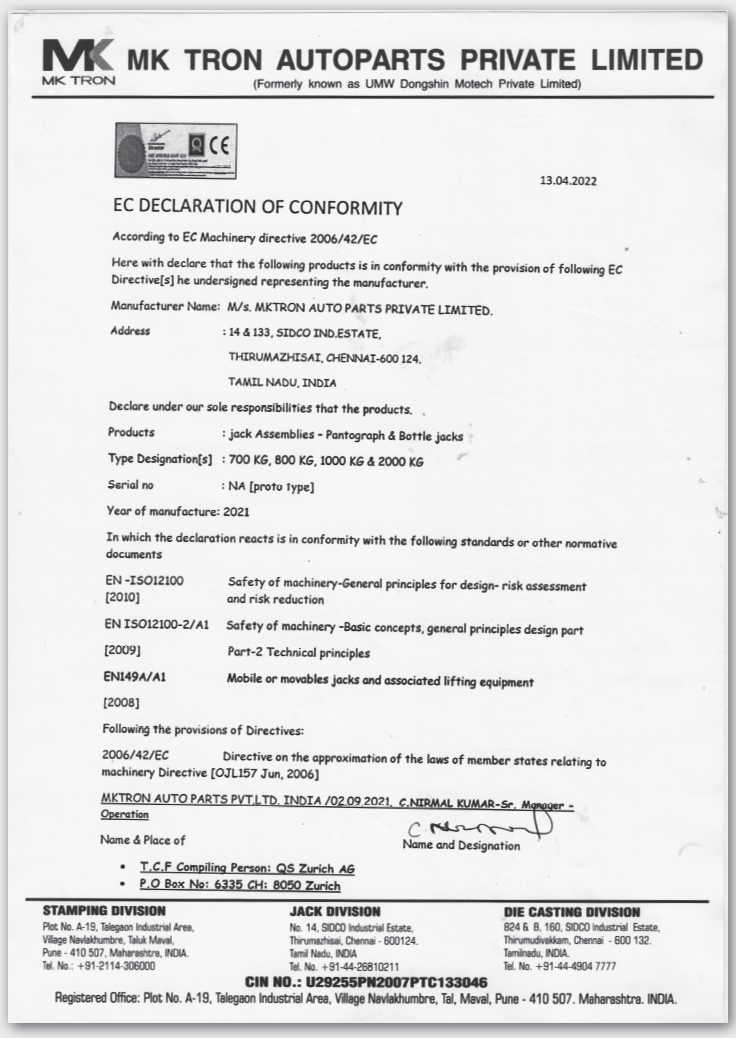 MK TRON
MK TRON AUTOPARTS PRIVATE LIMITED
(Formerly known as UMW Dongshin Motech Private Limited)
CE
13.04.2022
EC DECLARATION OF CONFORMITY
According to EC Machinery directive 2006/42/EC
Here with declare that the following products is in conformity with the provision of following EC
Directive[s] he undersigned representing the manufacturer.
Manufacturer Name: M/s. MKTRON AUTO PARTS PRIVATE LIMITED.
Address : 14 & 133, SIDCO IND.ESTATE,
THIRUMAZHISAI, CHENNAI-600 124.
TAMIL NADU, INDIA
Declare under our sole responsibilities that the products.
Products : jack Assemblies – Pantograph & Bottle jacks
Type Designation[s] : 700 KG, 800 KG, 1000 KG & 2000 KG
Serial no : NA [proto type]
Year of manufacture: 2021
In which the declaration reacts is in conformity with the following standards or other normative
documents
EN –ISO12100 Safety of machinery-General principles for design- risk assessment
[2010] and risk reduction
EN ISO12100-2/A1 Safety of machinery –Basic concepts, general principles design part
[2009] Part-2 Technical principles
EN149A/A1 Mobile or movables jacks and associated lifting equipment
[2008]
Following the provisions of Directives:
2006/42/EC Directive on the approximation of the laws of member states relating to
machinery Directive [OJL157 Jun, 2006]
MKTRON AUTO PARTS PVT.LTD. INDIA /02.09.2021. C.NIRMAL KUMAR-Sr. Manager –
Operation
Name & Place of
Name and Designation
• T.C.F Compiling Person: QS Zurich AG
• P.O Box No: 6335 CH: 8050 Zurich
STAMPING DIVISION
Plot No. A-19, Talegaon Industrial Area,
Village Navlakhumbre, Taluk Maval,
Pune - 410 507, Maharashtra, INDIA.
Tel. No.: +91-2114-306000
JACK DIVISION
No. 14, SIDCO Industrial Estate,
Thirumazhisai, Chennai - 600124.
Tamil Nadu, INDIA
Tel. No. +91-44-26810211
DIE CASTING DIVISION
824 & B, 160, SIDCO Industrial Estate,
Thirumudivakkam, Chennai - 600 132.
Tamilnadu, INDIA.
Tel. No. +91-44-4904 7777
CIN NO.: U29255PN2007PTC133046
Registered Office: Plot No. A-19, Talegaon Industrial Area, Village Navlakhumbre, Tal, Maval, Pune - 410 507. Maharashtra. INDIA.